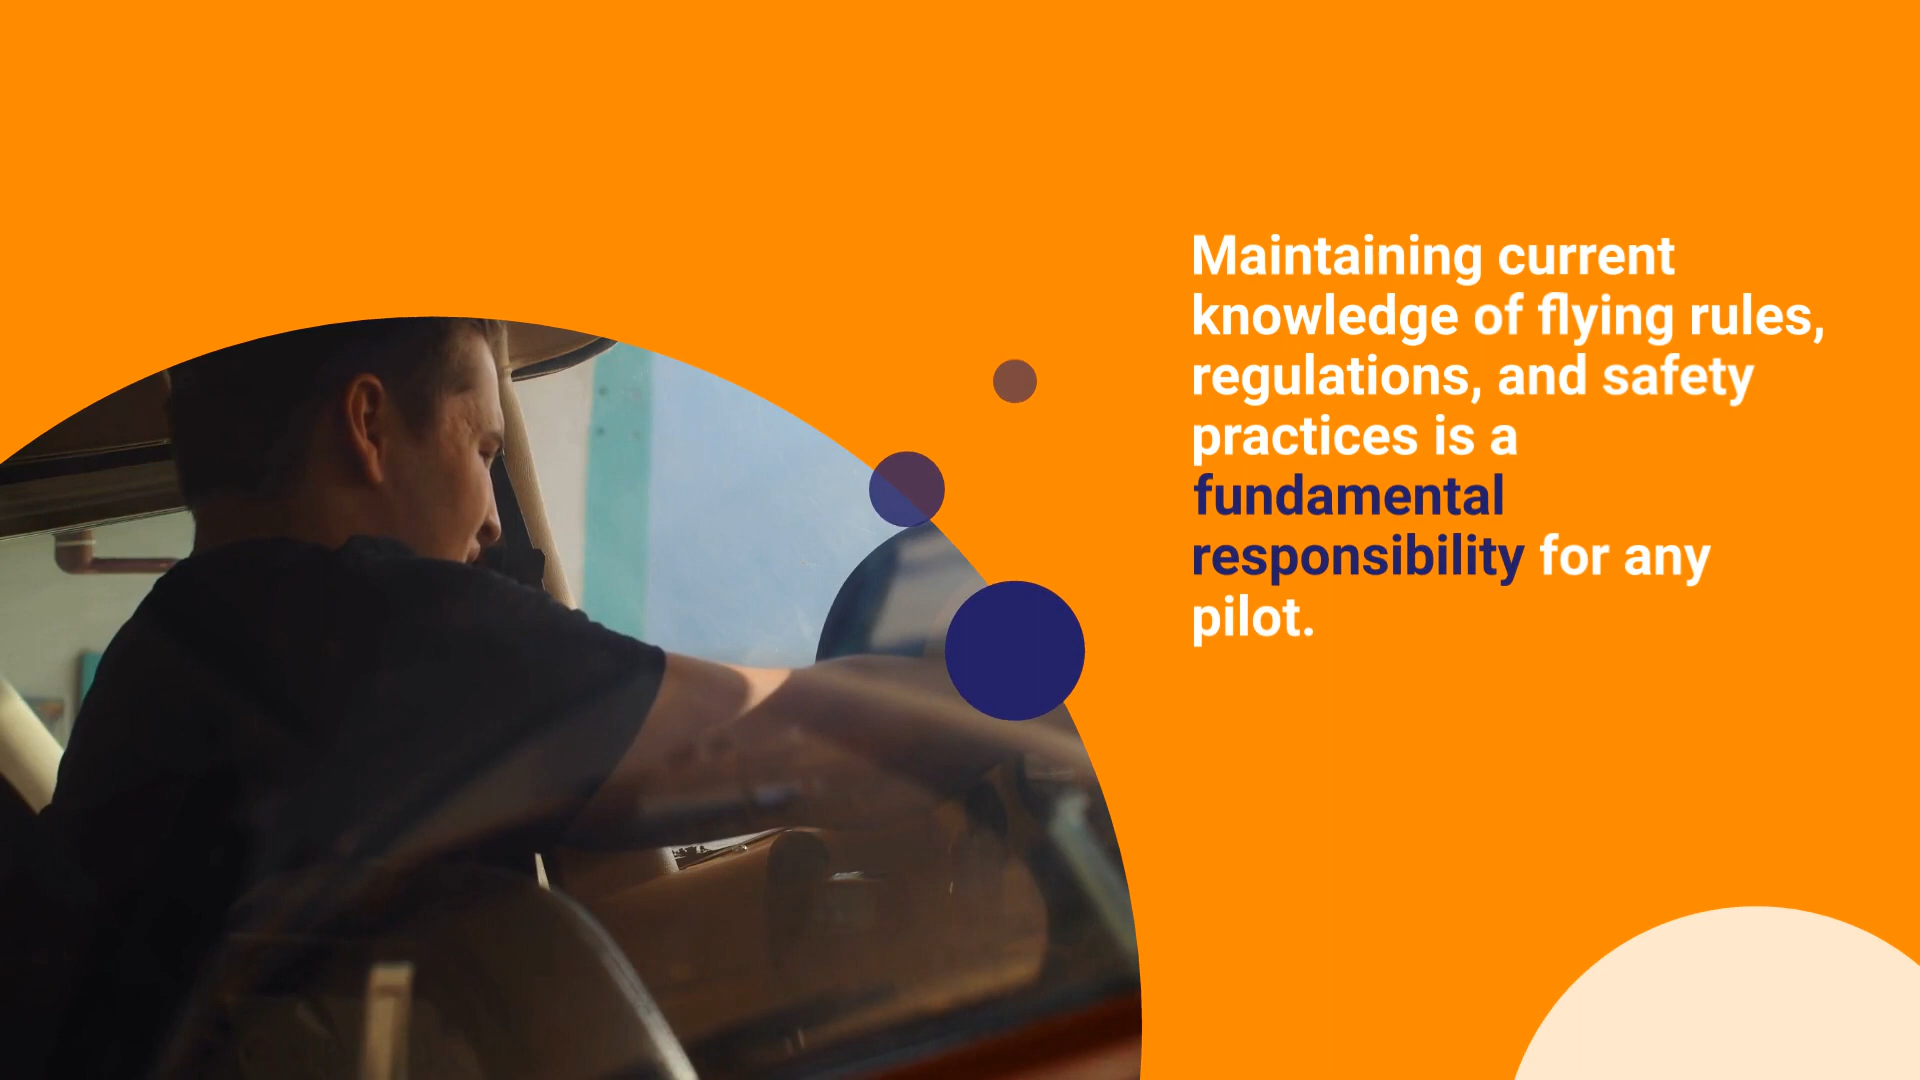 Maintaining current
knowledge of flying rules,
regulations, and safety
practices is a
fundamental
responsibility for any
pilot.